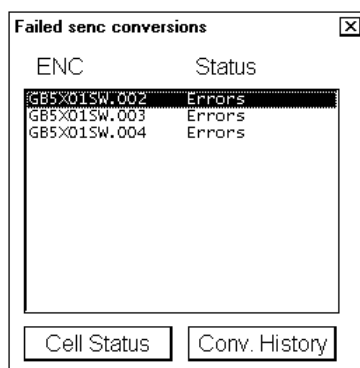 Failed senc conversions
ENC Status
GB5X01SW.002 Errors
GB5X01SW.003 Errors
GB5X01SW.004 Errors
Cell Status Conv. History